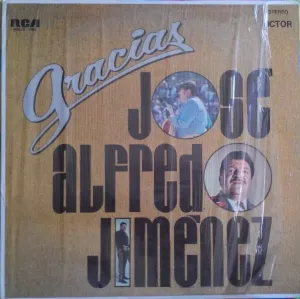 RCA
STEREO
VICTOR
Gracias
JOSÉ
ALFREDO
JIMÉNEZ